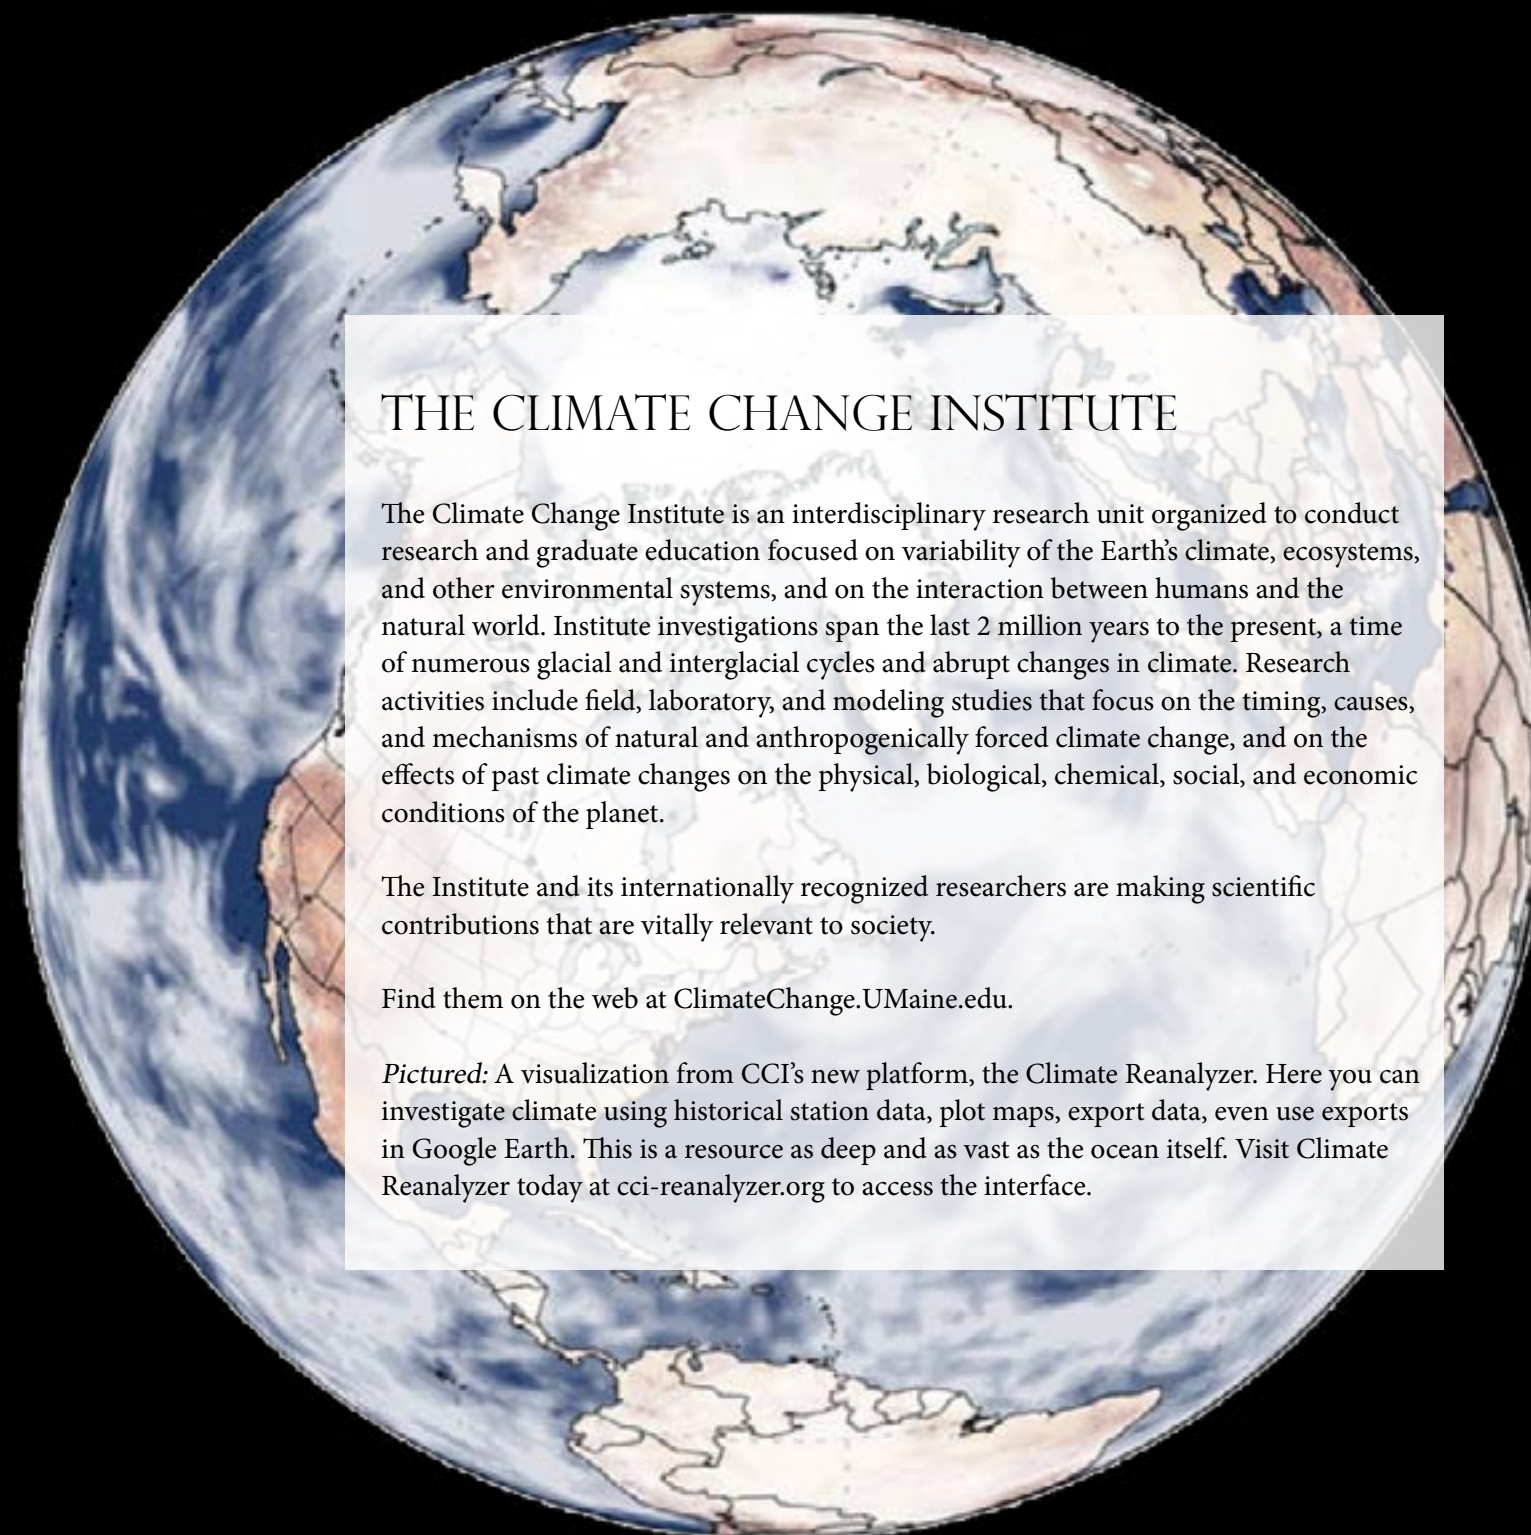 THE CLIMATE CHANGE INSTITUTE
The Climate Change Institute is an interdisciplinary research unit organized to conduct
research and graduate education focused on variability of the Earth’s climate, ecosystems,
and other environmental systems, and on the interaction between humans and the
natural world. Institute investigations span the last 2 million years to the present, a time
of numerous glacial and interglacial cycles and abrupt changes in climate. Research
activities include field, laboratory, and modeling studies that focus on the timing, causes,
and mechanisms of natural and anthropogenically forced climate change, and on the
effects of past climate changes on the physical, biological, chemical, social, and economic
conditions of the planet.
The Institute and its internationally recognized researchers are making scientific
contributions that are vitally relevant to society.
Find them on the web at ClimateChange.UMaine.edu.
Pictured: A visualization from CCI’s new platform, the Climate Reanalyzer. Here you can
investigate climate using historical station data, plot maps, export data, even use exports
in Google Earth. This is a resource as deep and as vast as the ocean itself. Visit Climate
Reanalyzer today at cci-reanalyzer.org to access the interface.